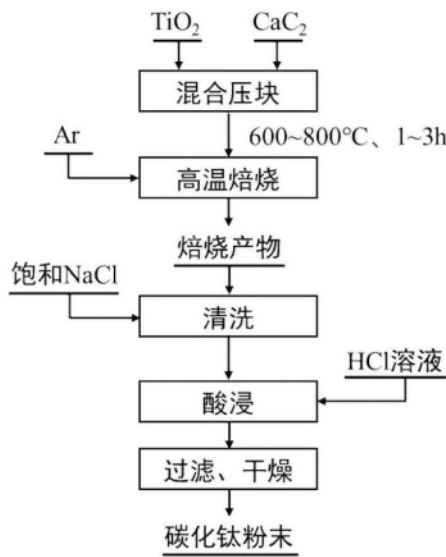 TiO₂ CaC₂
混合压块
600~800℃、1~3h
Ar
高温焙烧
焙烧产物
饱和NaCl
清洗
HCl溶液
酸浸
过滤、干燥
碳化钛粉末